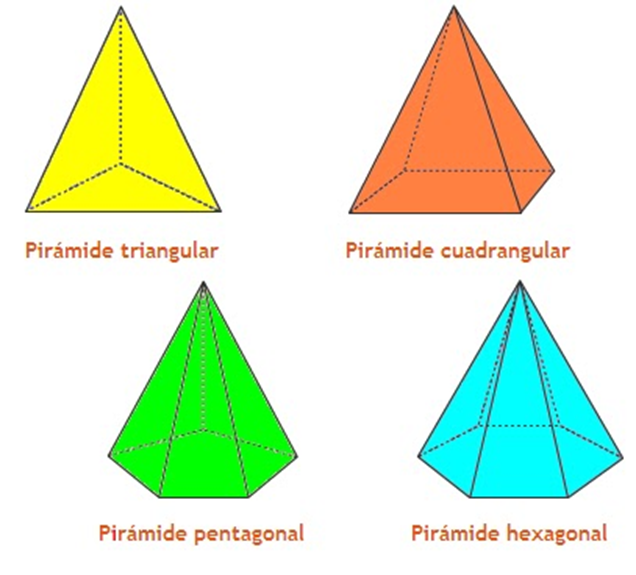 Pirámide triangular
Pirámide cuadrangular
Pirámide pentagonal
Pirámide hexagonal